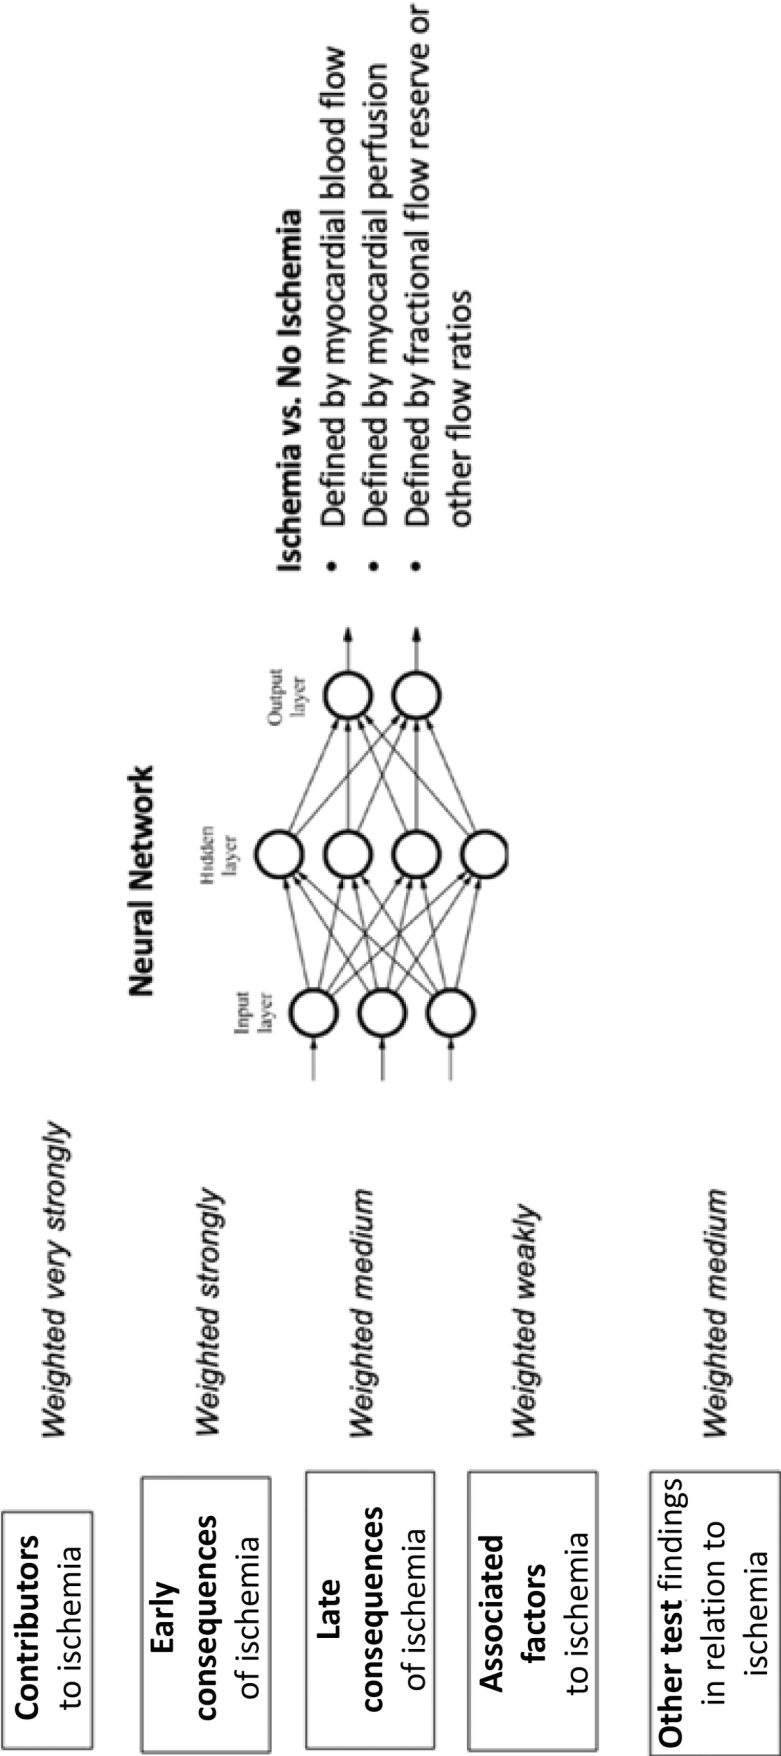 Contributors
to ischemia
Weighted very strongly
Early
consequences
of ischemia
Weighted strongly
Late
consequences
of ischemia
Weighted medium
Associated
factors
to ischemia
Weighted weakly
Other test findings
in relation to
ischemia
Weighted medium
Neural Network
Input
layer
Hidden
layer
Output
layer
Ischemia vs. No Ischemia
• Defined by myocardial blood flow
• Defined by myocardial perfusion
• Defined by fractional flow reserve or
other flow ratios